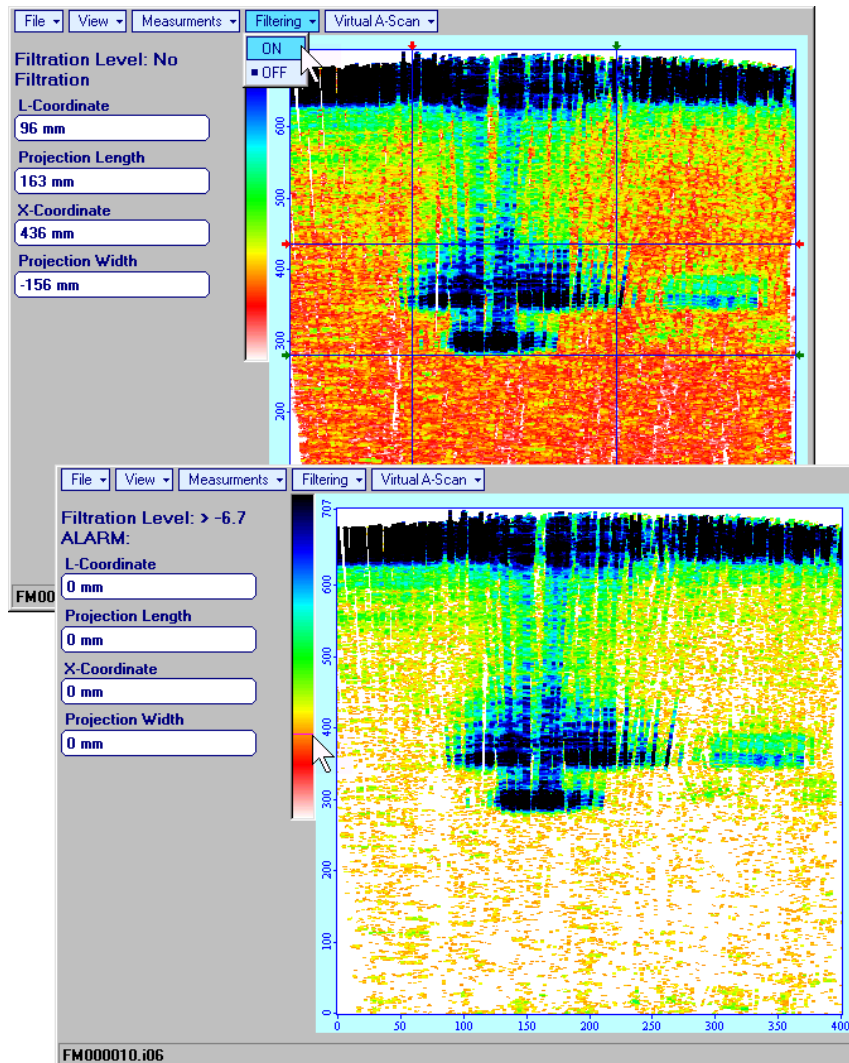 File View Measurments Filtering Virtual A-Scan
ON
OFF
Filtration Level: No
Filtration
L-Coordinate
96 mm
Projection Length
163 mm
X-Coordinate
436 mm
Projection Width
-156 mm
600
500
400
300
200
FM00
File View Measurments Filtering Virtual A-Scan
Filtration Level: > -6.7
ALARM:
L-Coordinate
0 mm
Projection Length
0 mm
X-Coordinate
0 mm
Projection Width
0 mm
707
600
500
400
300
200
100
0
0 50 100 150 200 250 300 350 400
FM000010.i06